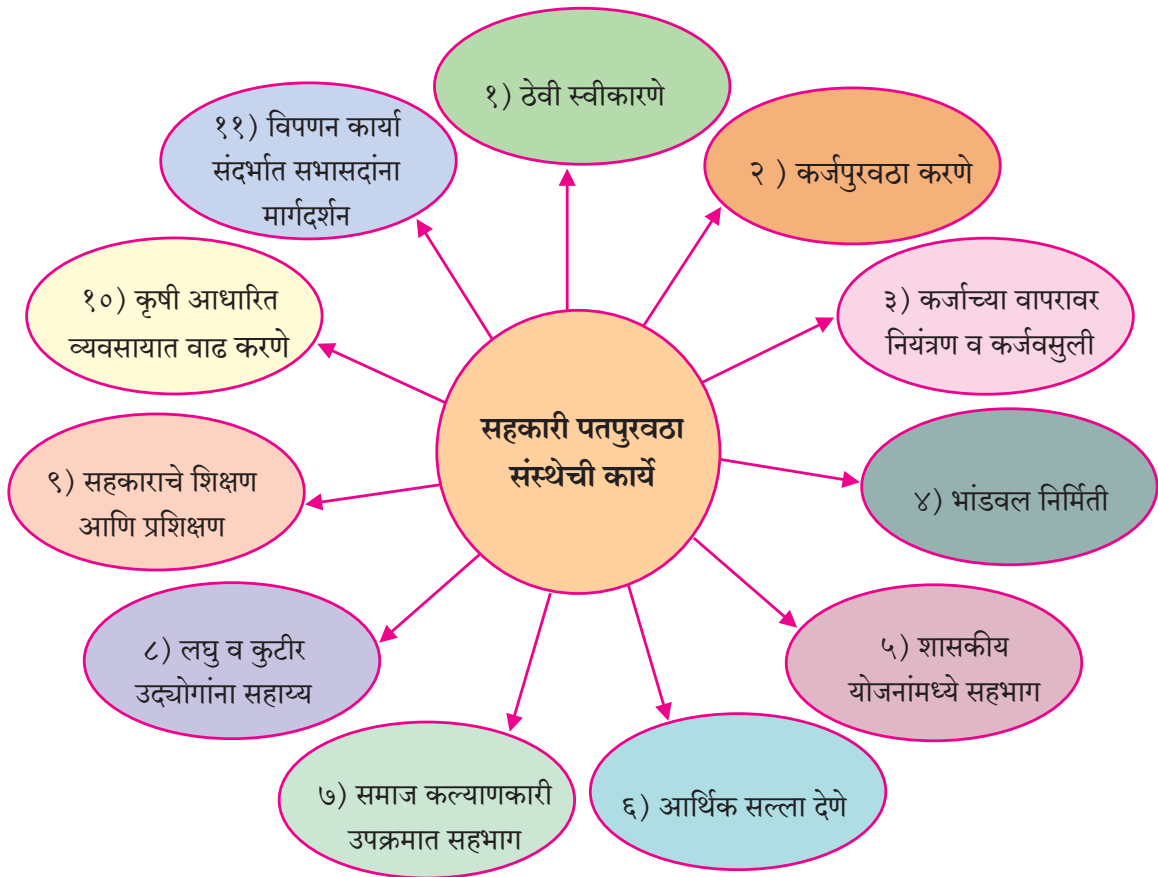 सहकारी पतपुरवठा
संस्थेची कार्ये
१) ठेवी स्वीकारणे
२ ) कर्जपुरवठा करणे
३) कर्जाच्या वापरावर
नियंत्रण व कर्जवसुली
४) भांडवल निर्मिती
५) शासकीय
योजनांमध्ये सहभाग
६) आर्थिक सल्ला देणे
७) समाज कल्याणकारी
उपक्रमात सहभाग
८) लघु व कुटीर
उद्योगांना सहाय्य
९) सहकाराचे शिक्षण
आणि प्रशिक्षण
१०) कृषी आधारित
व्यवसायात वाढ करणे
११) विपणन कार्या
संदर्भात सभासदांना
मार्गदर्शन